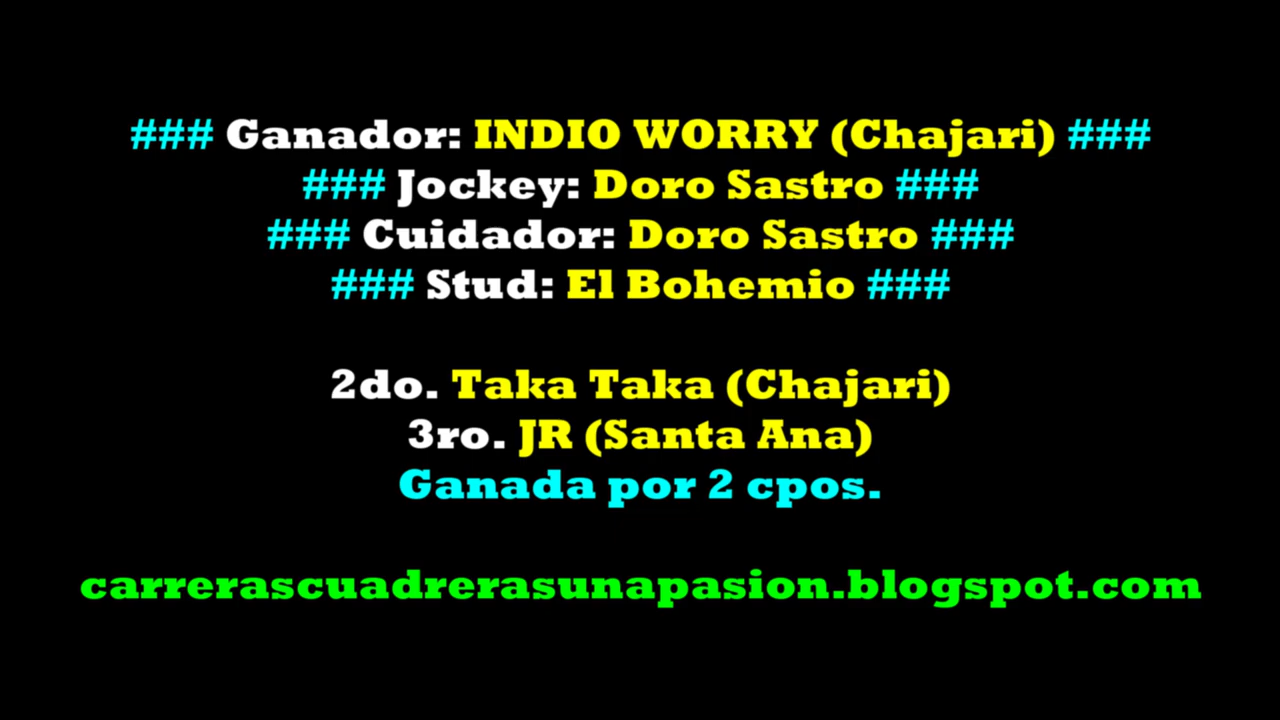 ### Ganador: INDIO WORRY (Chajari) ###
### Jockey: Doro Sastro ###
### Cuidador: Doro Sastro ###
### Stud: El Bohemio ###
2do. Taka Taka (Chajari)
3ro. JR (Santa Ana)
Ganada por 2 cpos.
carrerascuadrerasunapasion.blogspot.com